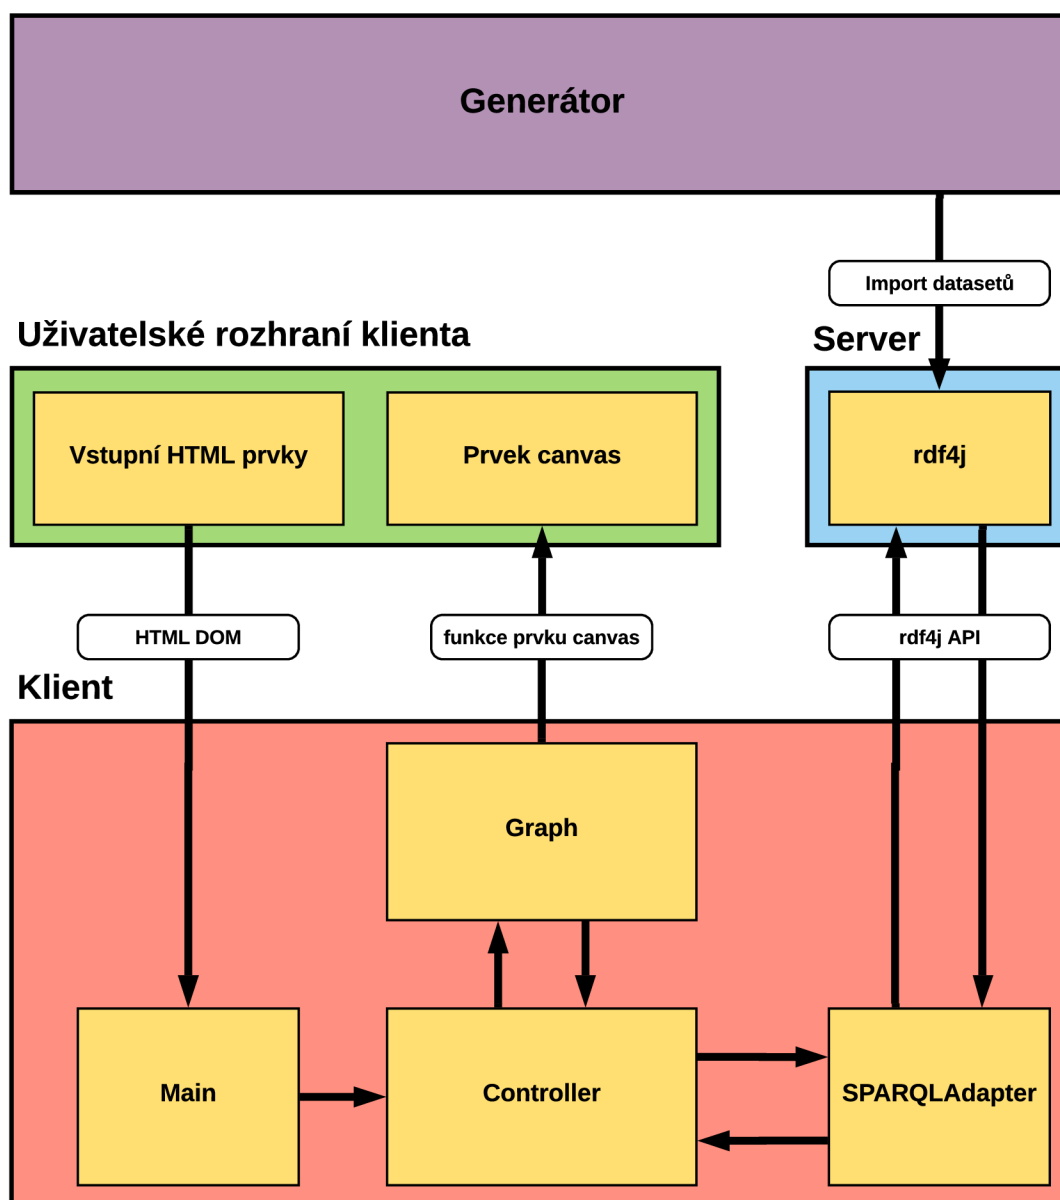 Generátor
Import datasetů
Uživatelské rozhraní klienta
Server
Vstupní HTML prvky
Prvek canvas
rdf4j
HTML DOM
funkce prvku canvas
rdf4j API
Klient
Graph
Main
Controller
SPARQLAdapter